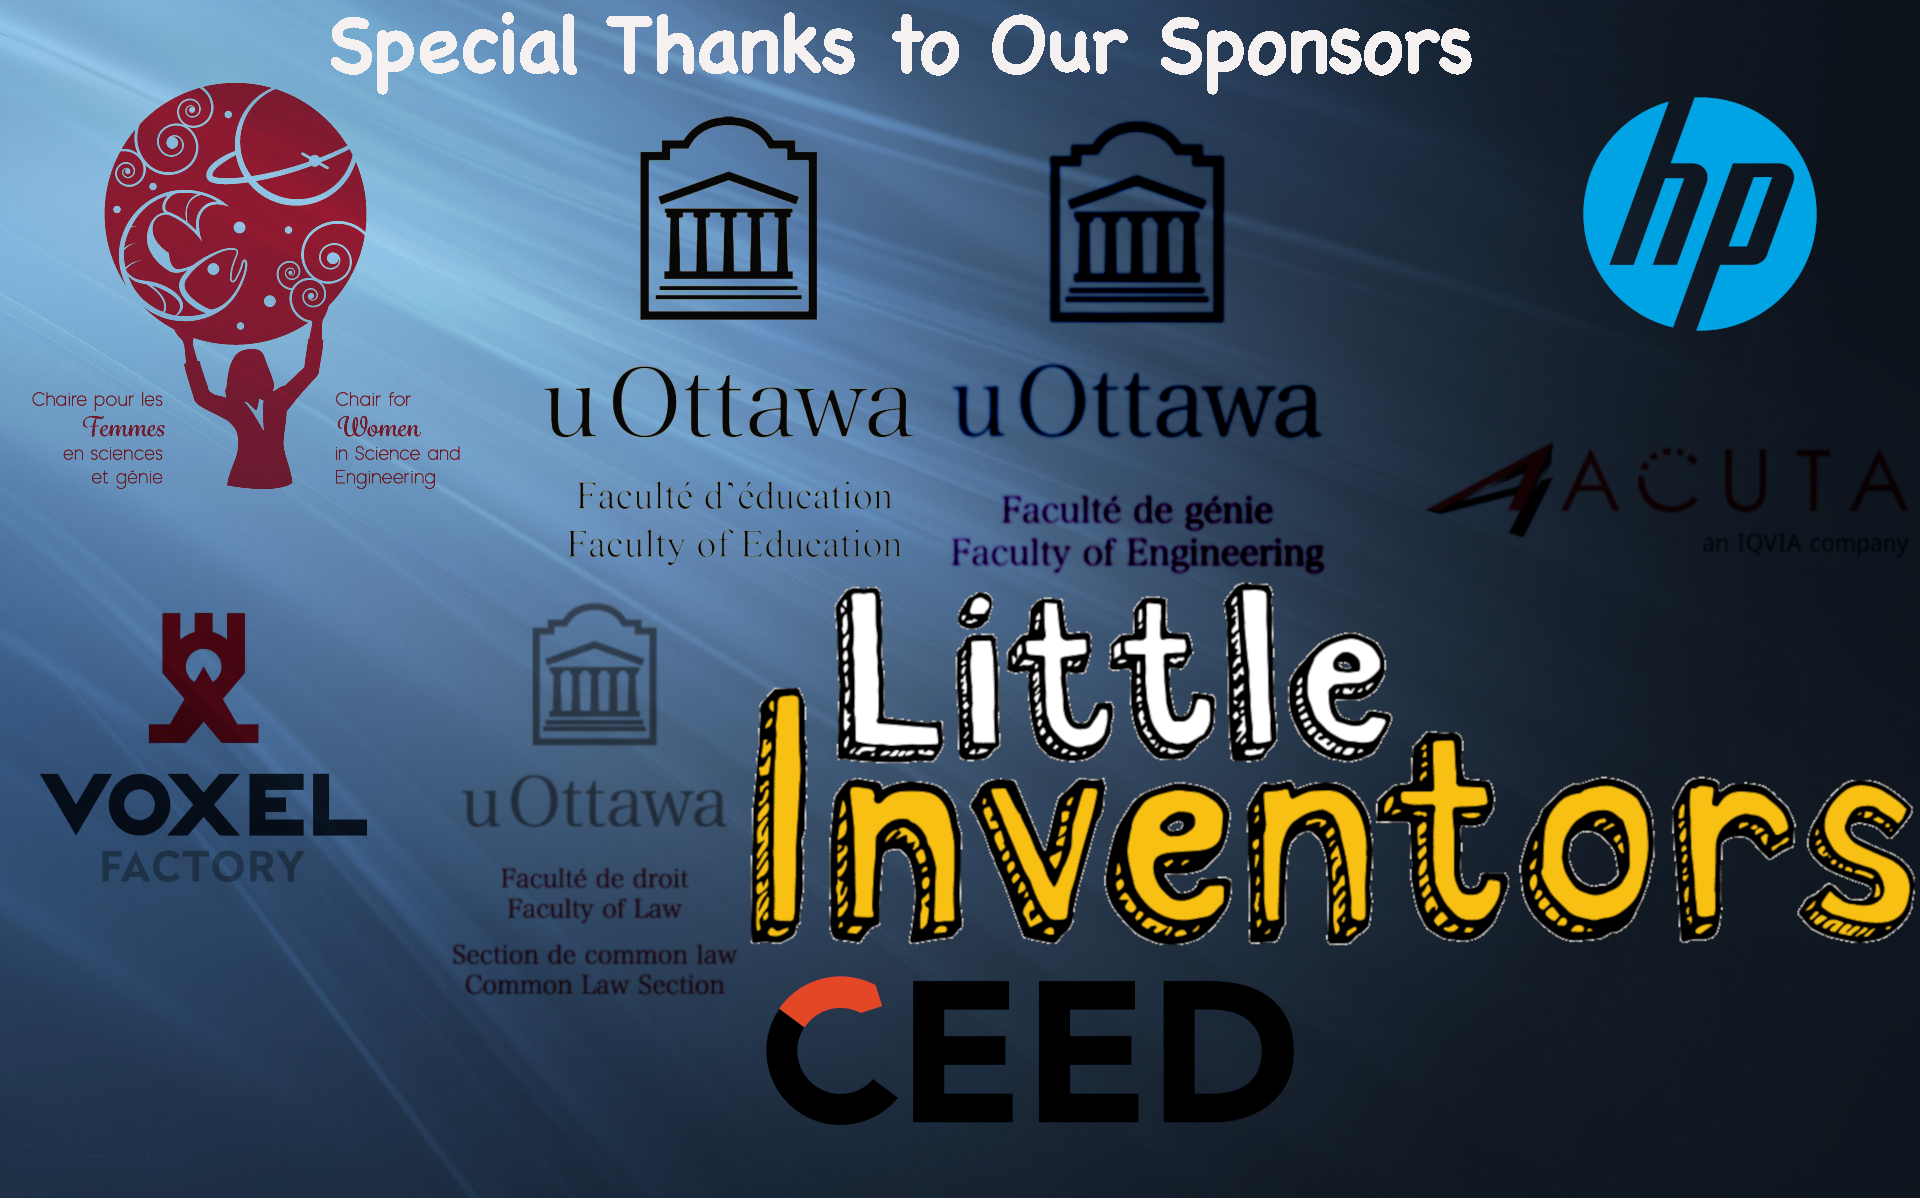 Special Thanks to Our Sponsors
Chaire pour les
Femmes
en sciences
et génie
Chair for
Women
in Science and
Engineering
uOttawa
Faculté d'éducation
Faculty of Education
uOttawa
Faculté de génie
Faculty of Engineering
hp
ACUTA
an IQVIA company
VOXEL
FACTORY
uOttawa
Faculté de droit
Faculty of Law
Section de common law
Common Law Section
Little
Inventors
CEED